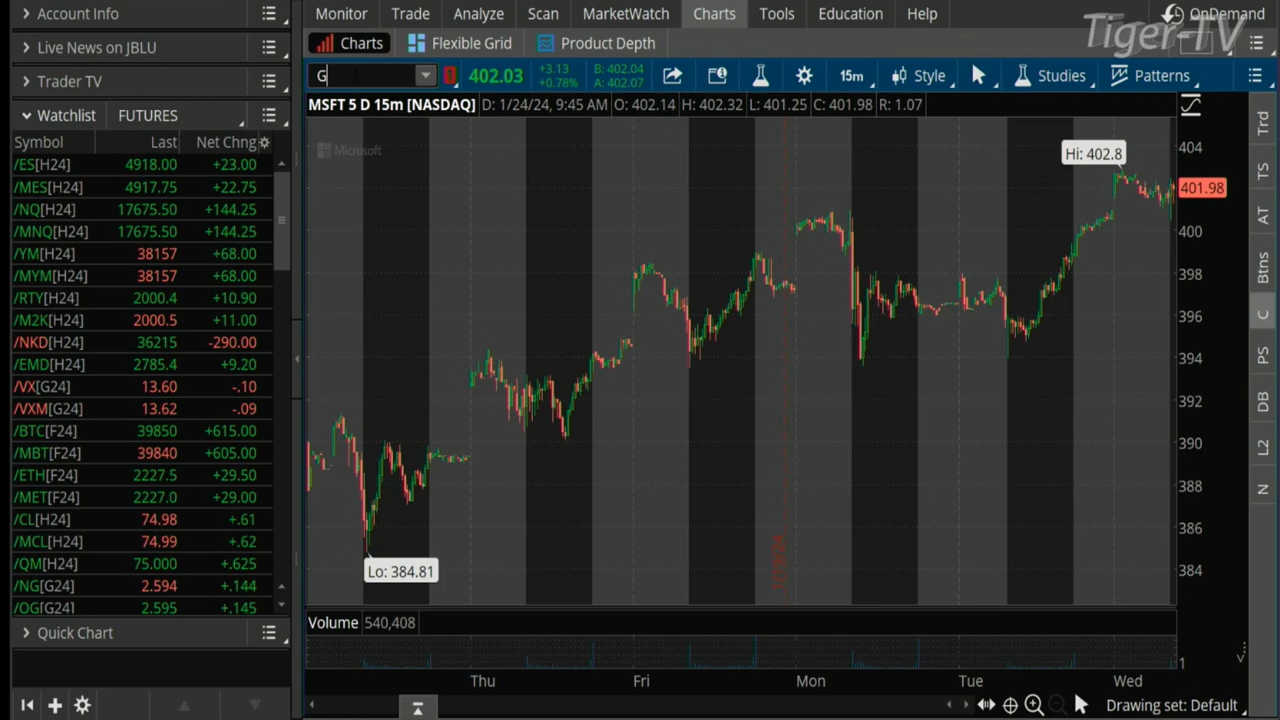 Account Info
Live News on JBLU
Trader TV
Watchlist FUTURES
Symbol Last Net Chng
/ES[H24] 4918.00 +23.00
/MES[H24] 4917.75 +22.75
/NQ[H24] 17675.50 +144.25
/MNQ[H24] 17675.50 +144.25
/YM[H24] 38157 +68.00
/MYM[H24] 38157 +68.00
/RTY[H24] 2000.4 +10.90
/M2K[H24] 2000.5 +11.00
/NKD[H24] 36215 -290.00
/EMD[H24] 2785.4 +9.20
/VX[G24] 13.60 -.10
/VXM[G24] 13.62 -.09
/BTC[F24] 39850 +615.00
/MBT[F24] 39840 +605.00
/ETH[F24] 2227.5 +29.50
/MET[F24] 2227.0 +29.00
/CL[H24] 74.98 +.61
/MCL[H24] 74.99 +.62
/QM[H24] 75.000 +.625
/NG[G24] 2.594 +.144
/QG[G24] 2.595 +.145
Quick Chart
Monitor Trade Analyze Scan MarketWatch Charts Tools Education Help OnDemand
Tiger-TV
Charts Flexible Grid Product Depth
G 402.03 +3.13 B: 402.04 15m Style Studies Patterns
+0.78% A: 402.07
MSFT 5 D 15m [NASDAQ] D: 1/24/24, 9:45 AM O: 402.14 H: 402.32 L: 401.25 C: 401.98 R: 1.07
Microsoft
Hi: 402.8
Lo: 384.81
404
401.98
400
398
396
394
392
390
388
386
384
Volume 540,408
1
Thu Fri Mon Tue Wed
Drawing set: Default
Trd
TS
AT
Btns
C
PS
DB
L2
N